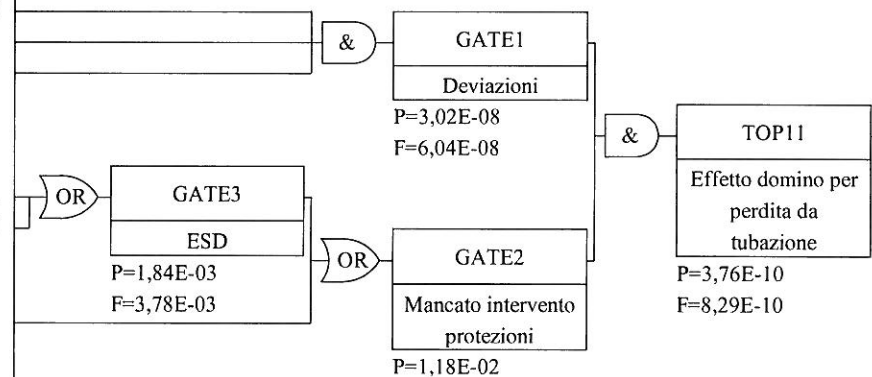 &
GATE1
Deviazioni
P=3,02E-08
F=6,04E-08
&
TOP11
Effetto domino per
perdita da
tubazione
P=3,76E-10
F=8,29E-10
OR
GATE3
ESD
P=1,84E-03
F=3,78E-03
OR
GATE2
Mancato intervento
protezioni
P=1,18E-02